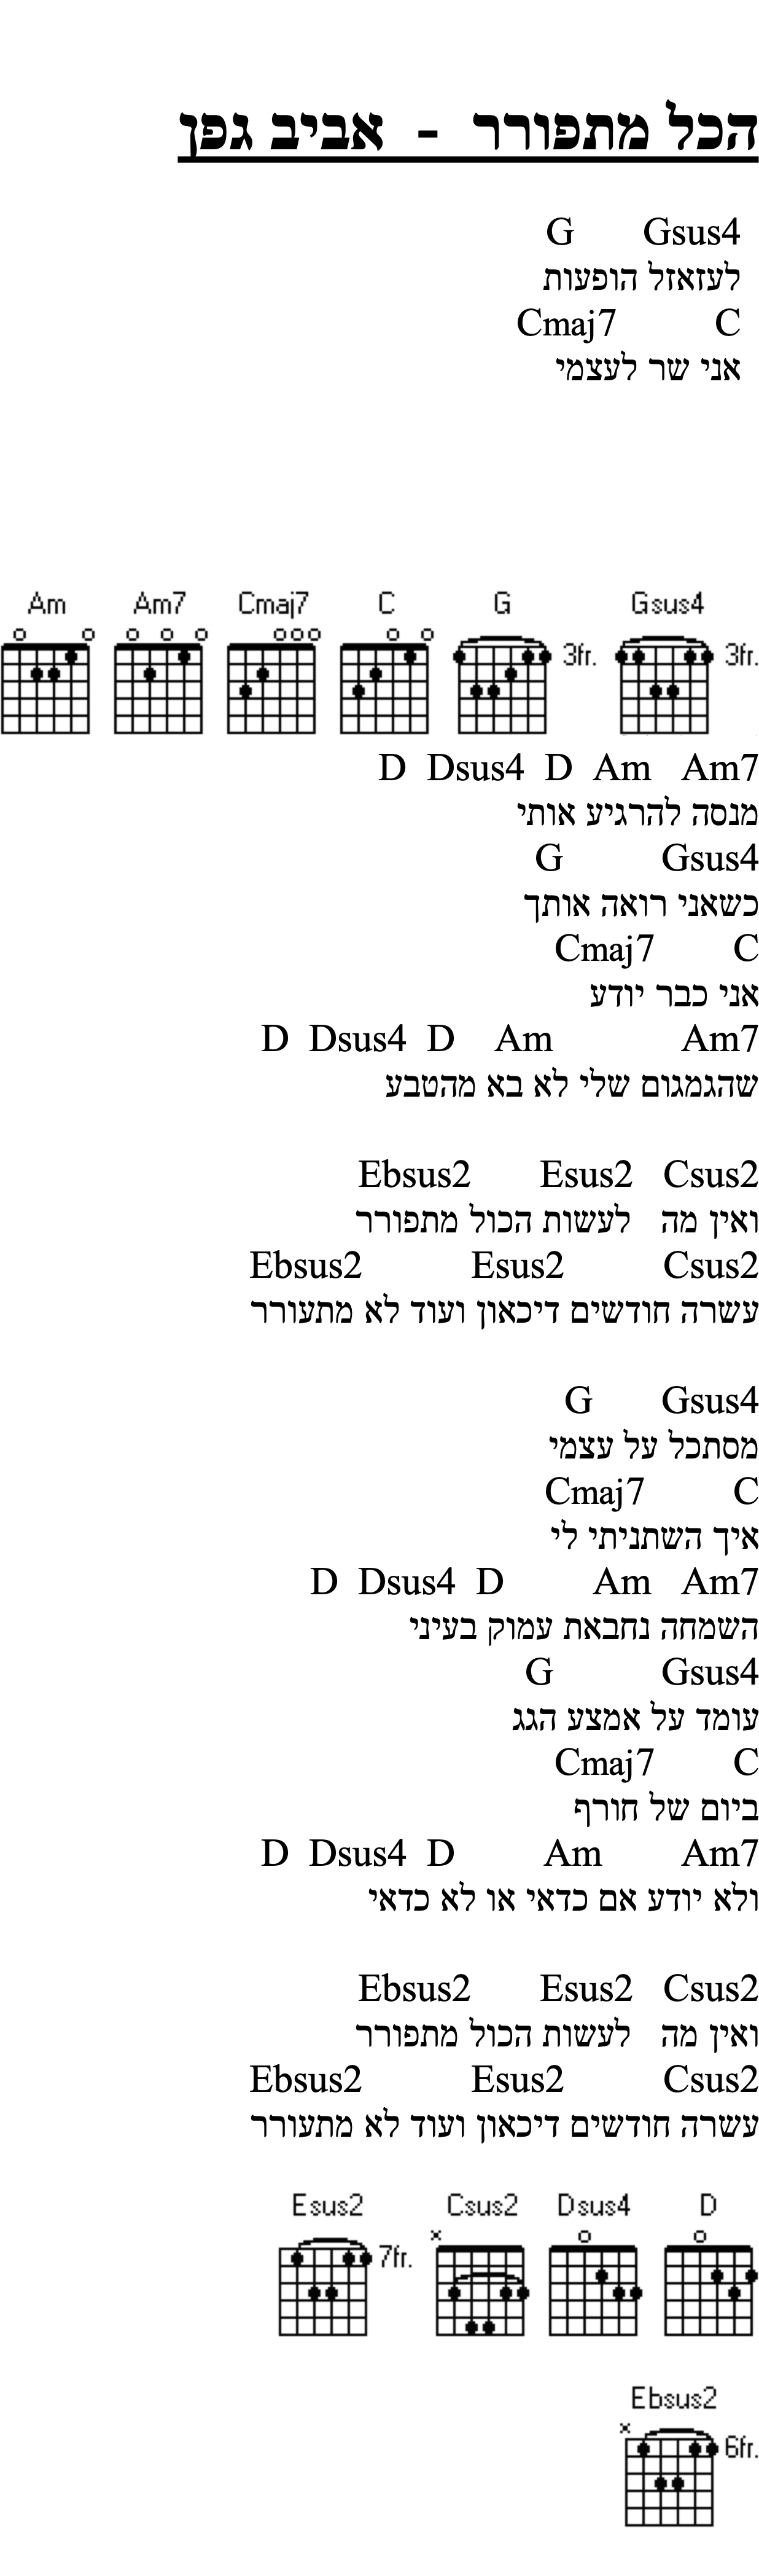 הכל מתפורר - אביב גפן
G Gsus4
לעזאזל הופעות
Cmaj7 C
אני שר לעצמי
Am Am7 Cmaj7 C G Gsus4
3fr. 3fr.
D Dsus4 D Am Am7
מנסה להרגיע אותי
G Gsus4
כשאני רואה אותך
Cmaj7 C
אני כבר יודע
D Dsus4 D Am Am7
שהגמגום שלי לא בא מהטבע
Ebsus2 Esus2 Csus2
ואין מה לעשות הכול מתפורר
Ebsus2 Esus2 Csus2
עשרה חודשים דיכאון ועוד לא מתעורר
G Gsus4
מסתכל על עצמי
Cmaj7 C
איך השתניתי לי
D Dsus4 D Am Am7
השמחה נחבאת עמוק בעיני
G Gsus4
עומד על אמצע הגג
Cmaj7 C
ביום של חורף
D Dsus4 D Am Am7
ולא יודע אם כדאי או לא כדאי
Ebsus2 Esus2 Csus2
ואין מה לעשות הכול מתפורר
Ebsus2 Esus2 Csus2
עשרה חודשים דיכאון ועוד לא מתעורר
Esus2 Csus2 Dsus4 D
7fr.
Ebsus2
6fr.